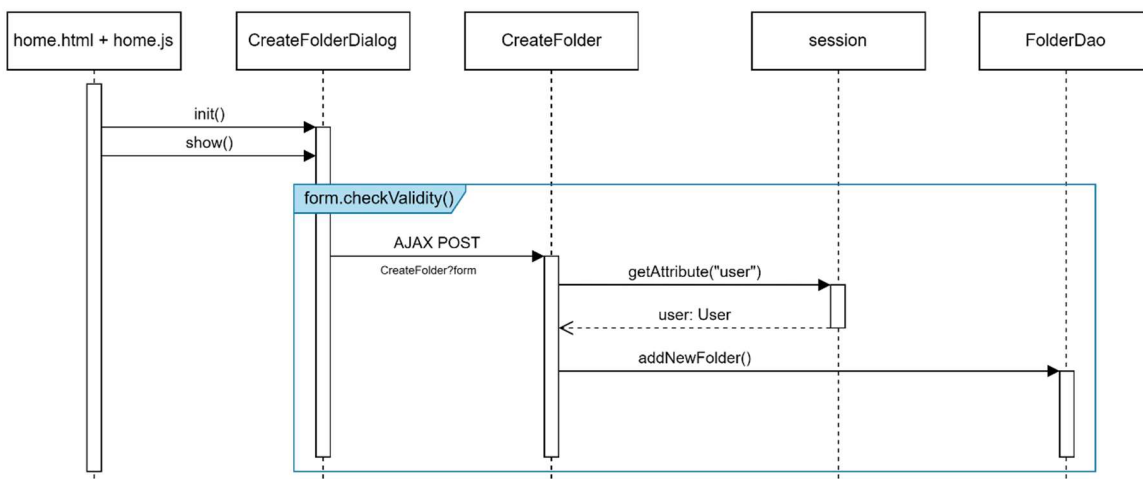 home.html + home.js
CreateFolderDialog
CreateFolder
session
FolderDao
init()
show()
form.checkValidity()
AJAX POST
CreateFolder?form
getAttribute("user")
user: User
addNewFolder()